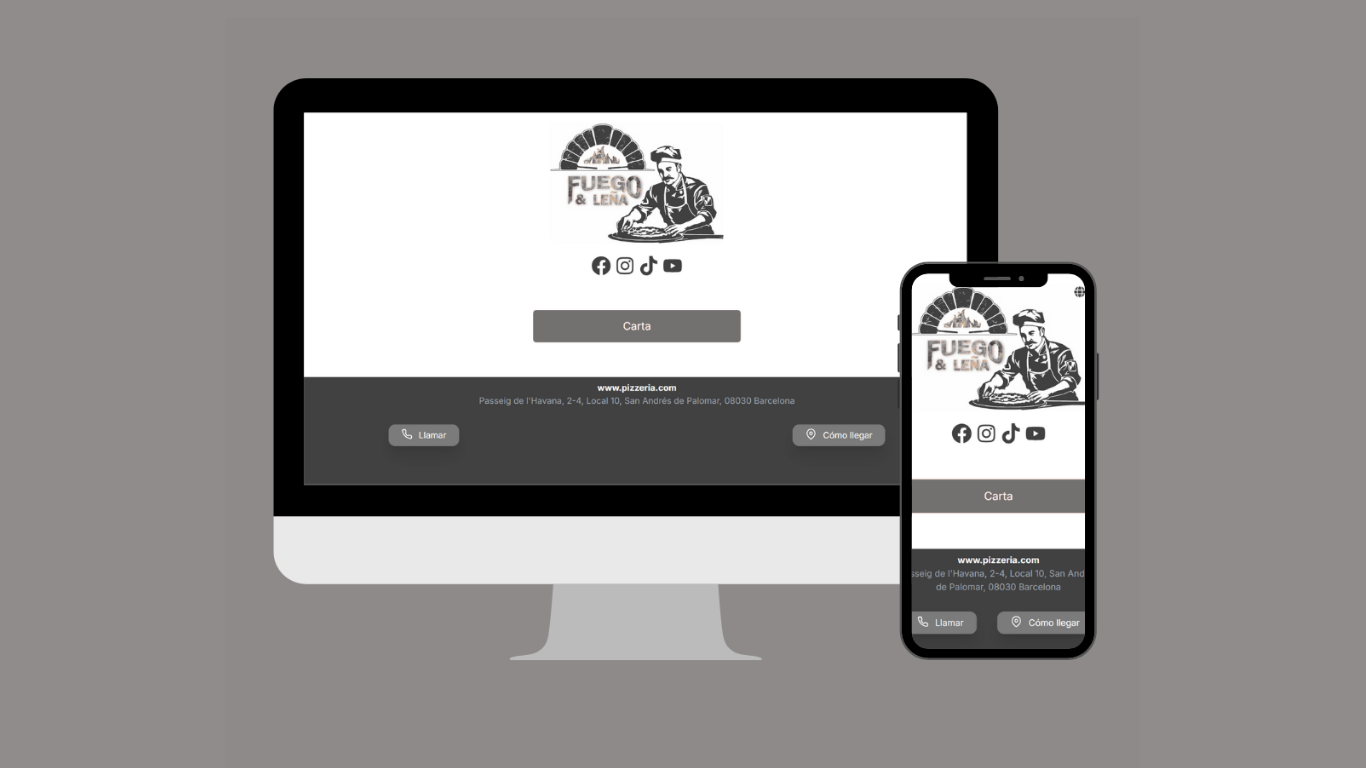 FUEGO
& LEÑA
Carta
www.pizzeria.com
Passeig de l'Havana, 2-4, Local 10, San Andrés de Palomar, 08030 Barcelona
Llamar
Cómo llegar
FUEGO
& LEÑA
Carta
www.pizzeria.com
sseig de l'Havana, 2-4, Local 10, San And
de Palomar, 08030 Barcelona
Llamar
Cómo llegar